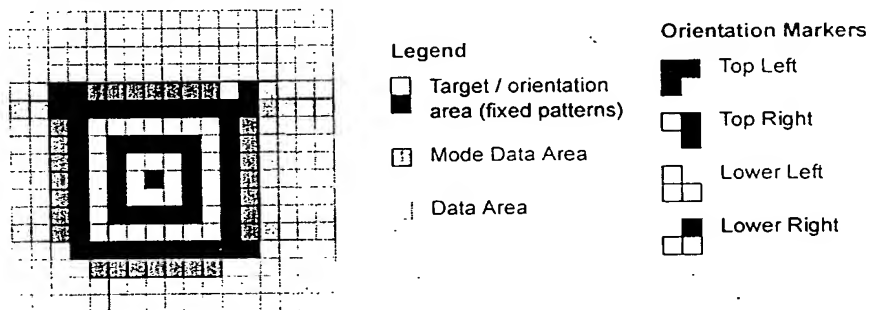 Legend
Target / orientation
area (fixed patterns)
Mode Data Area
Data Area
Orientation Markers
Top Left
Top Right
Lower Left
Lower Right